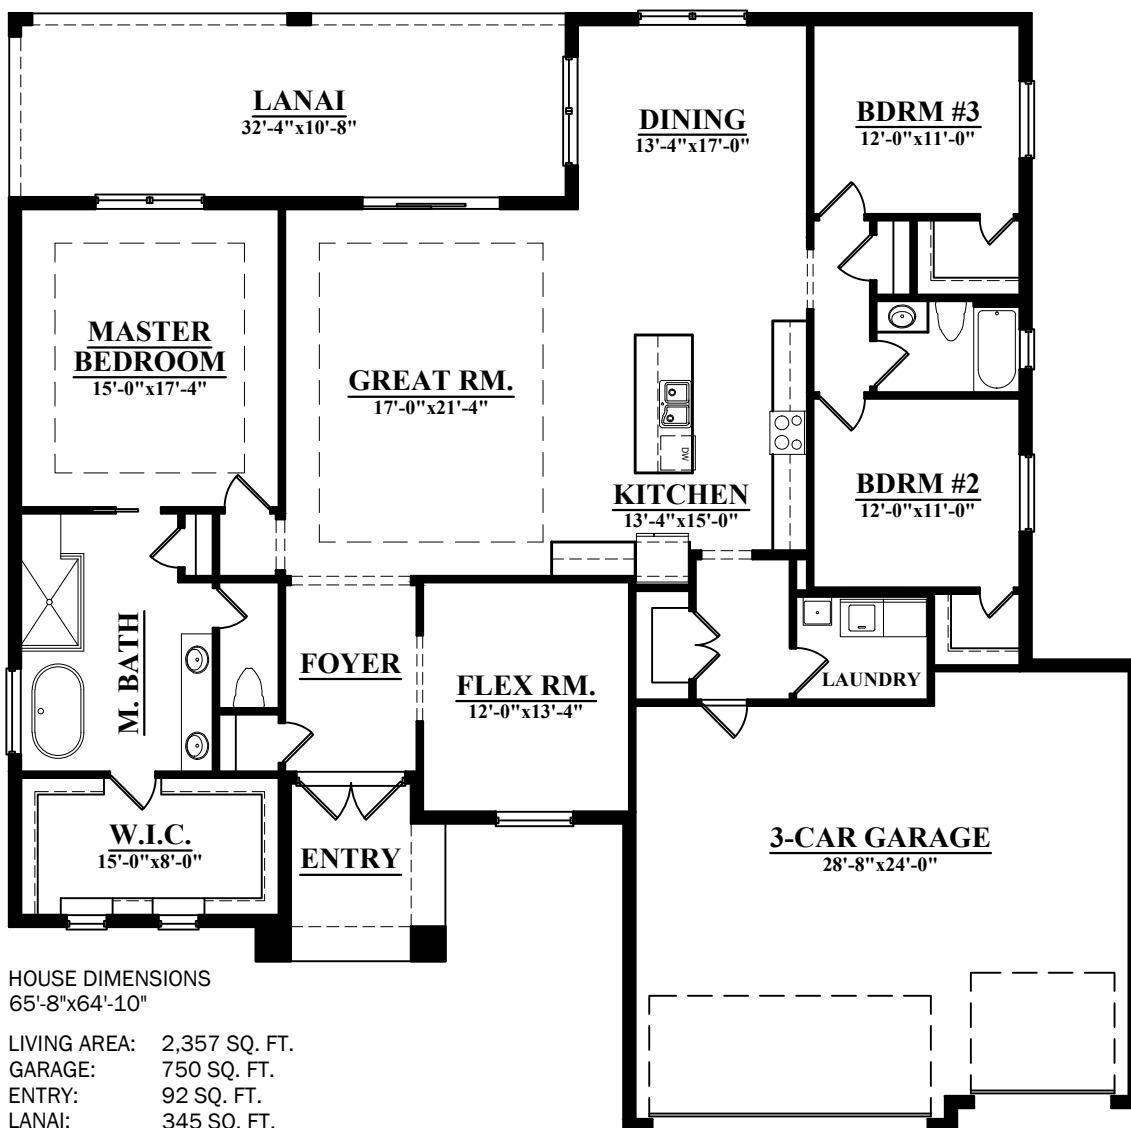 LANAI
32'-4"x10'-8"
DINING
13'-4"x17'-0"
BDRM #3
12'-0"x11'-0"
MASTER
BEDROOM
15'-0"x17'-4"
GREAT RM.
17'-0"x21'-4"
DW
KITCHEN
13'-4"x15'-0"
BDRM #2
12'-0"x11'-0"
M. BATH
FOYER
FLEX RM.
12'-0"x13'-4"
LAUNDRY
W.I.C.
15'-0"x8'-0"
ENTRY
3-CAR GARAGE
28'-8"x24'-0"
HOUSE DIMENSIONS
65'-8"x64'-10"
LIVING AREA: 2,357 SQ. FT.
GARAGE: 750 SQ. FT.
ENTRY: 92 SQ. FT.
LANAI: 345 SQ. FT.